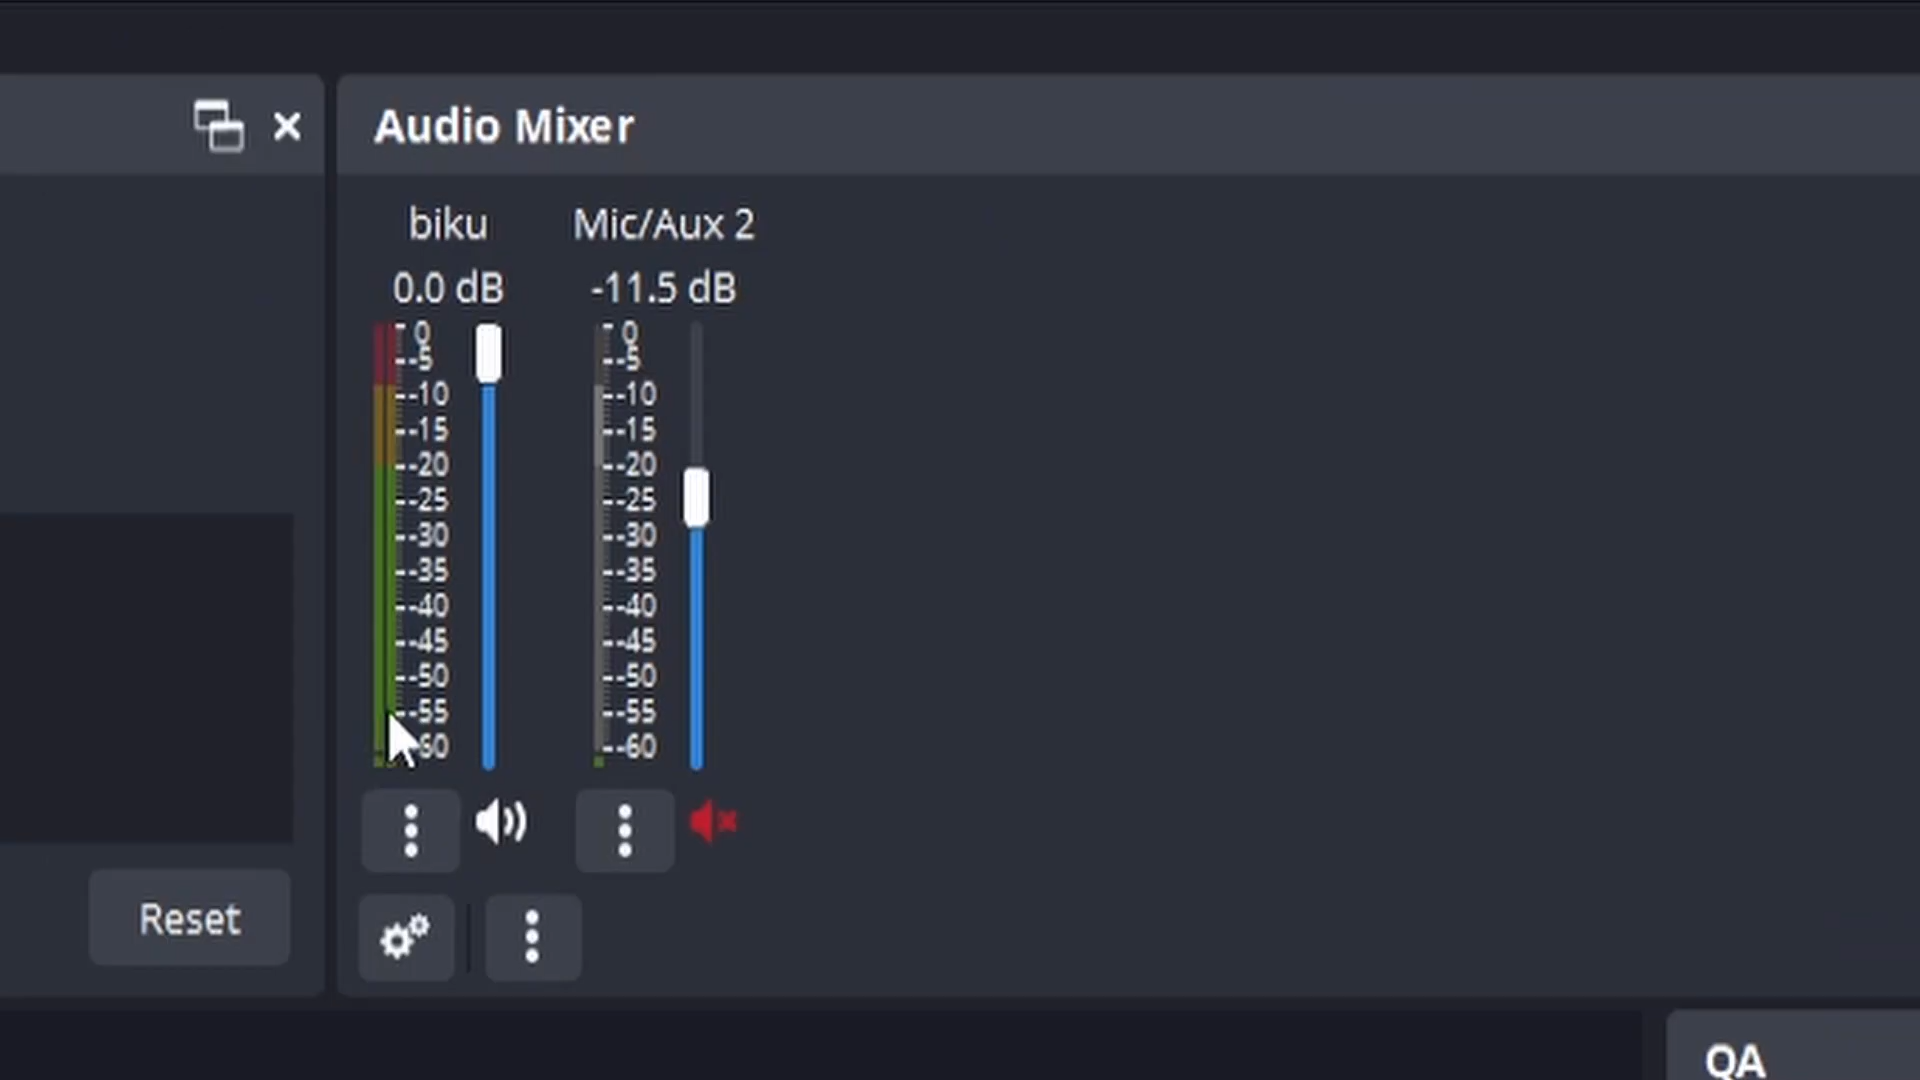 Audio Mixer
biku Mic/Aux 2
0.0 dB -11.5 dB
0 0
-5 -5
-10 -10
-15 -15
-20 -20
-25 -25
-30 -30
-35 -35
-40 -40
-45 -45
-50 -50
-55 -55
60 -60
Reset
QA